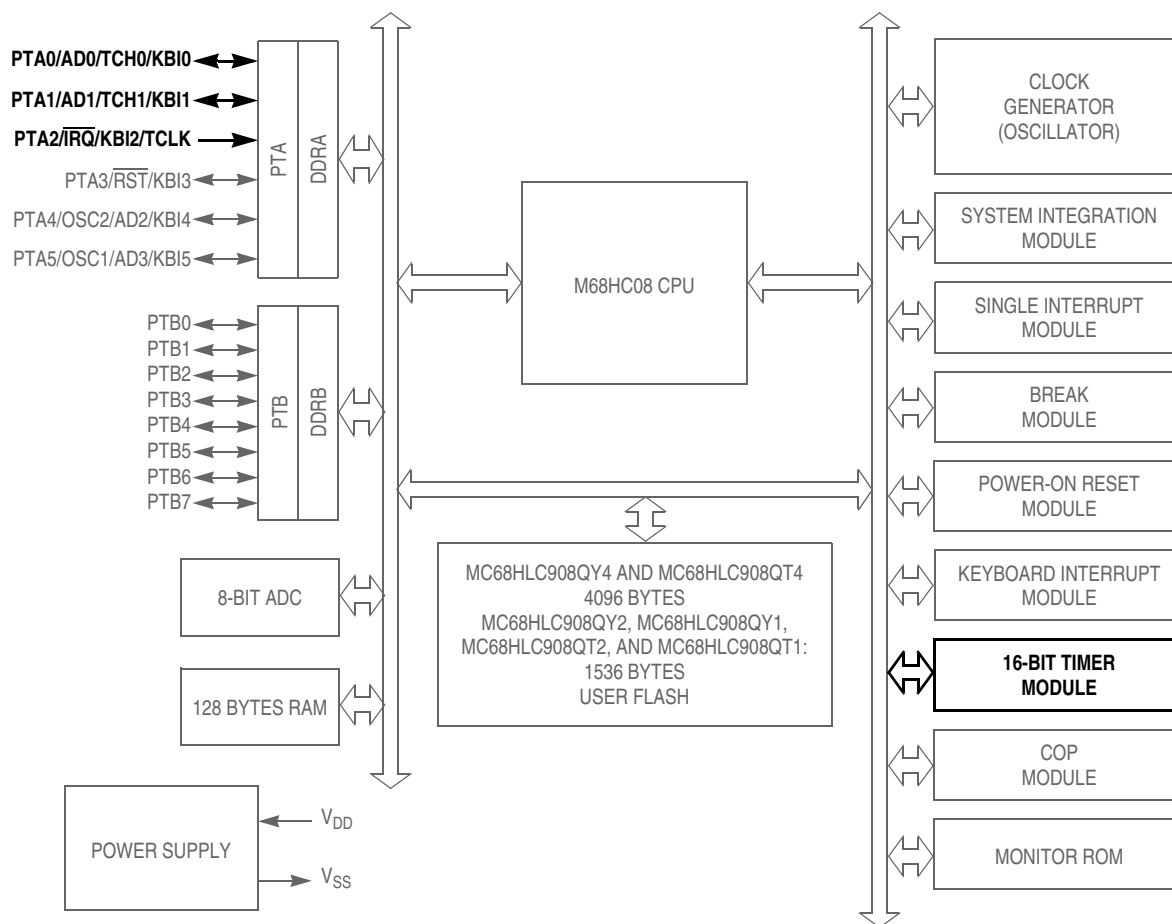 PTA0/AD0/TCH0/KBI0
PTA1/AD1/TCH1/KBI1
PTA2/IRQ/KBI2/TCLK
PTA3/RST/KBI3
PTA4/OSC2/AD2/KBI4
PTA5/OSC1/AD3/KBI5
PTA
DDRA
PTB0
PTB1
PTB2
PTB3
PTB4
PTB5
PTB6
PTB7
PTB
DDRB
8-BIT ADC
128 BYTES RAM
POWER SUPPLY
VDD
VSS
M68HC08 CPU
MC68HLC908QY4 AND MC68HLC908QT4
4096 BYTES
MC68HLC908QY2, MC68HLC908QY1,
MC68HLC908QT2, AND MC68HLC908QT1:
1536 BYTES
USER FLASH
CLOCK
GENERATOR
(OSCILLATOR)
SYSTEM INTEGRATION
MODULE
SINGLE INTERRUPT
MODULE
BREAK
MODULE
POWER-ON RESET
MODULE
KEYBOARD INTERRUPT
MODULE
16-BIT TIMER
MODULE
COP
MODULE
MONITOR ROM